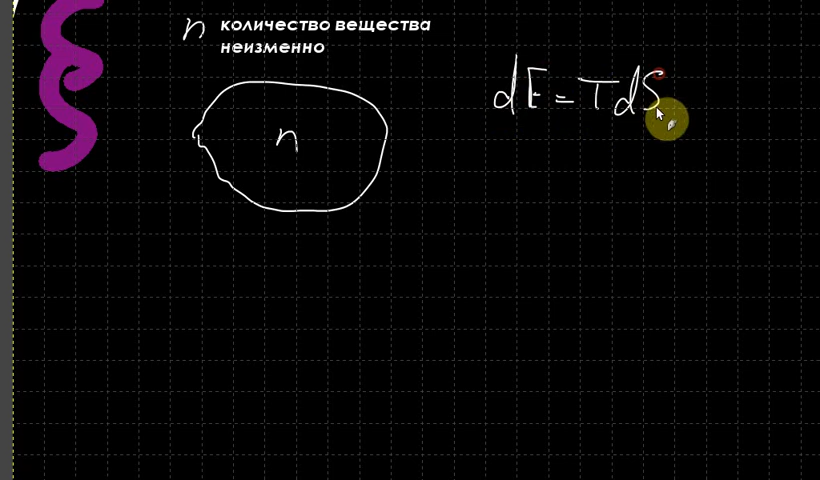 n количество вещества
неизменно
n
dE = TdS